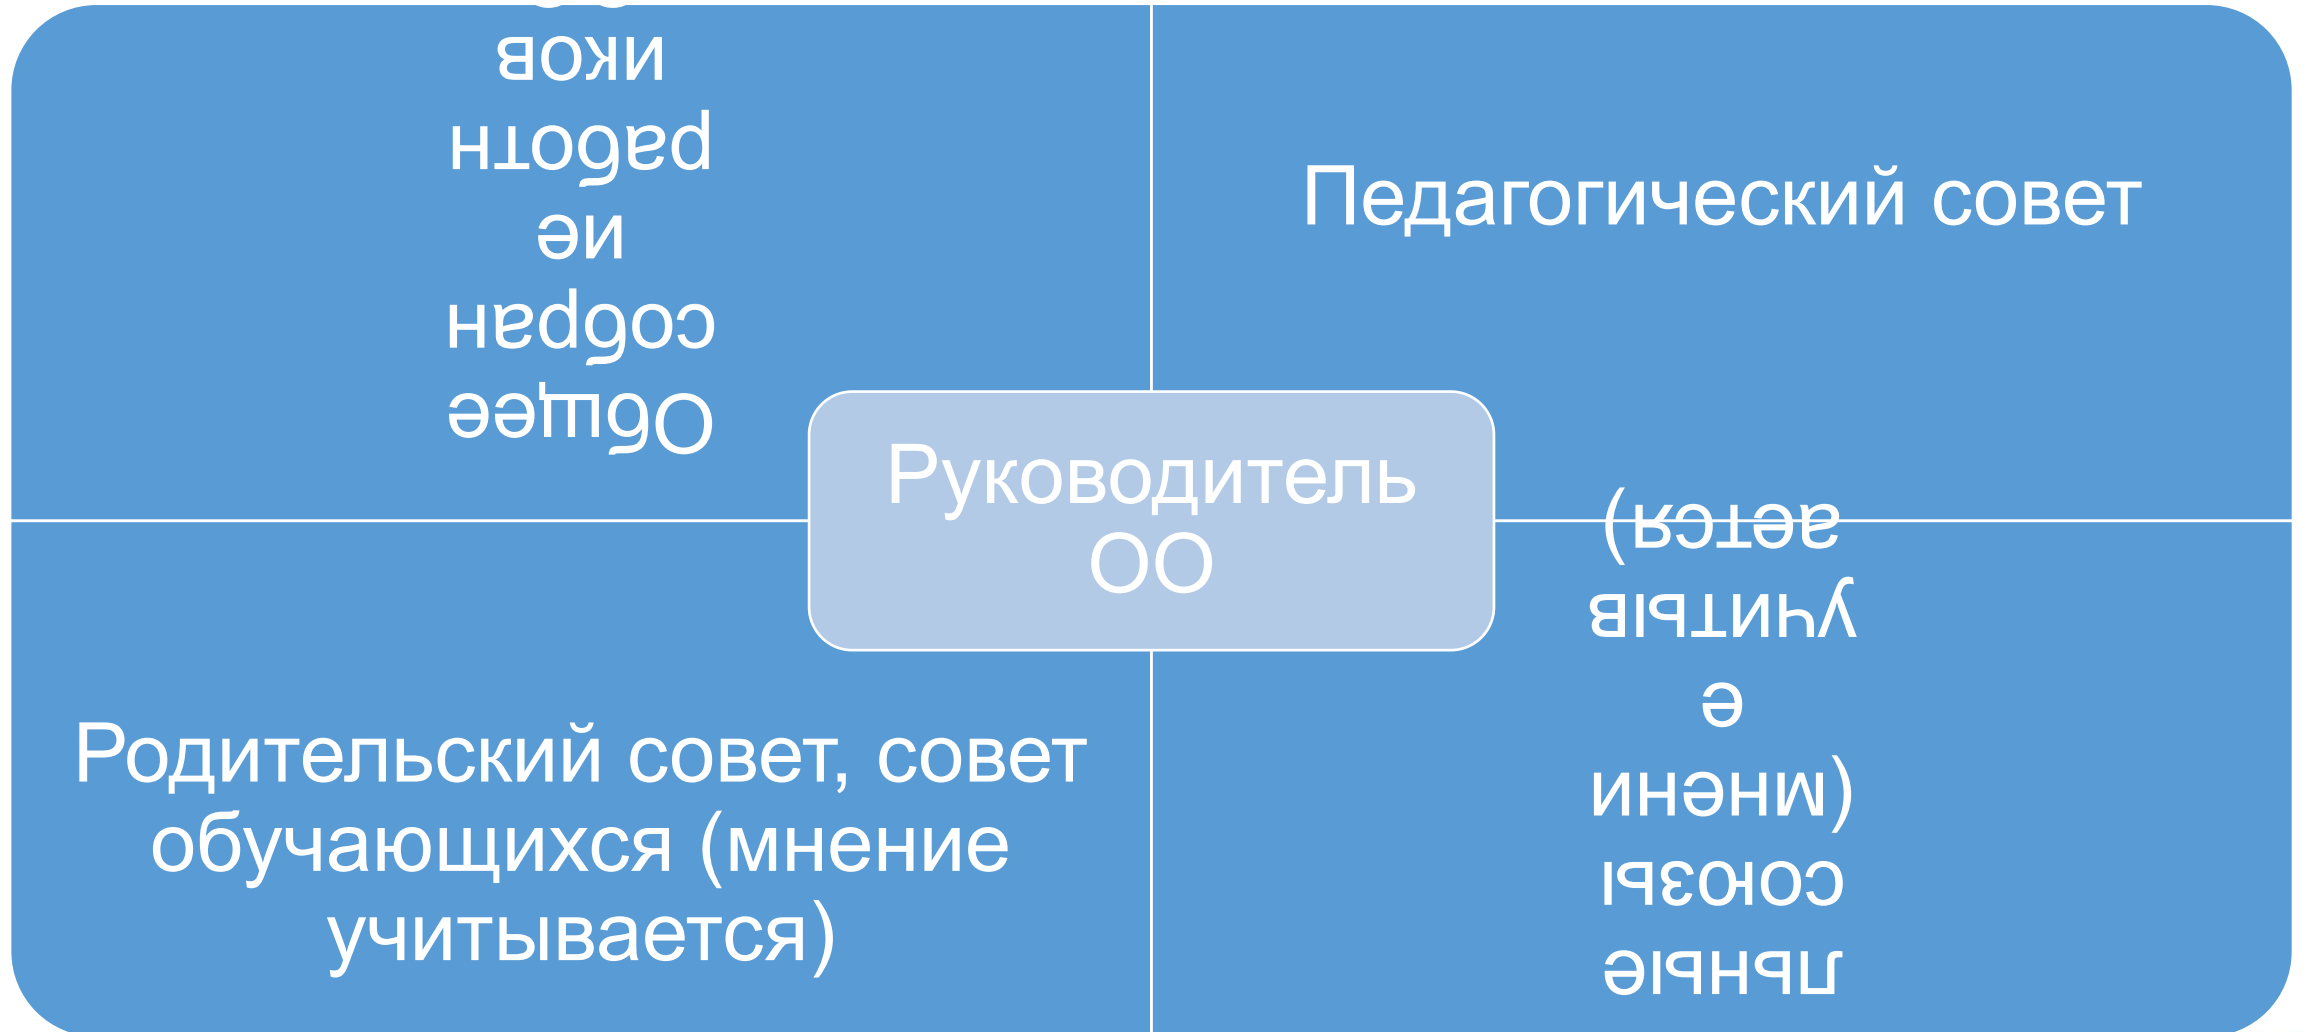 Общее
собран
ие
работн
иков
Педагогический совет
Руководитель
ОО
Родительский совет, совет
обучающихся (мнение
учитывается)
льные
союзы
(мнени
е
учитыв
ается)